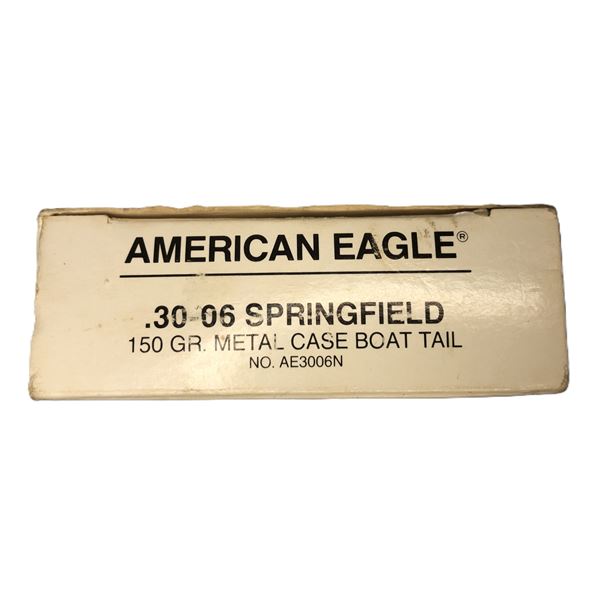 AMERICAN EAGLE®
.30-06 SPRINGFIELD
150 GR. METAL CASE BOAT TAIL
NO. AE3006N